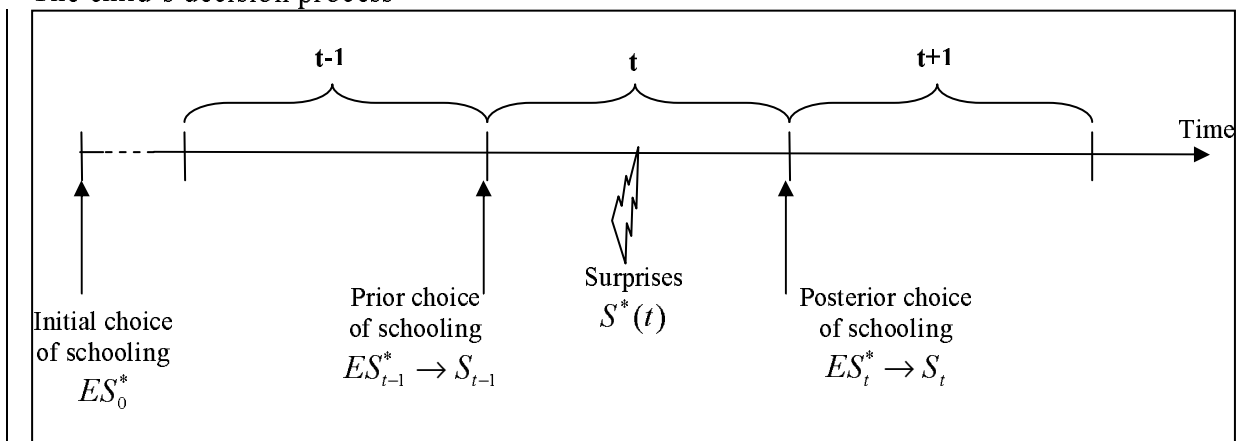 The child's decision process
t-1
t
t+1
Time
Initial choice
of schooling
ES*₀
Prior choice
of schooling
ES*ₜ₋₁ → Sₜ₋₁
Surprises
S*(t)
Posterior choice
of schooling
ES*ₜ → Sₜ